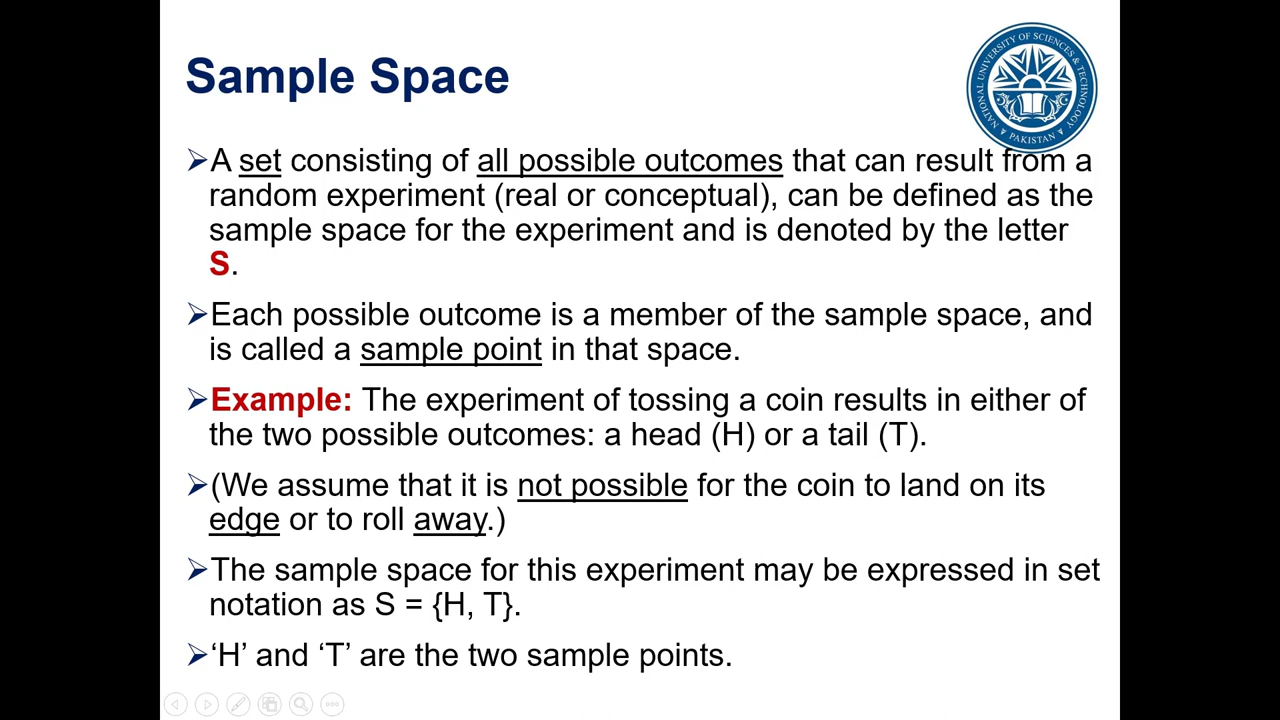 Sample Space
NATIONAL UNIVERSITY OF SCIENCES & TECHNOLOGY
PAKISTAN
➢A set consisting of all possible outcomes that can result from a
random experiment (real or conceptual), can be defined as the
sample space for the experiment and is denoted by the letter
S.
➢Each possible outcome is a member of the sample space, and
is called a sample point in that space.
➢Example: The experiment of tossing a coin results in either of
the two possible outcomes: a head (H) or a tail (T).
➢(We assume that it is not possible for the coin to land on its
edge or to roll away.)
➢The sample space for this experiment may be expressed in set
notation as S = {H, T}.
➢‘H’ and ‘T’ are the two sample points.